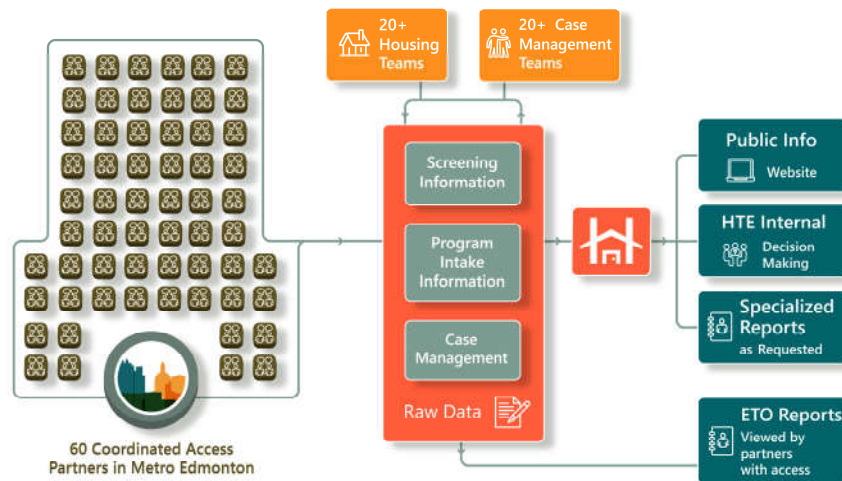 20+
Housing
Teams
20+ Case
Management
Teams
Screening
Information
Program
Intake
Information
Case
Management
Raw Data
Public Info
Website
HTE Internal
Decision
Making
Specialized
Reports
as Requested
ETO Reports
Viewed by
partners
with access
60 Coordinated Access
Partners in Metro Edmonton